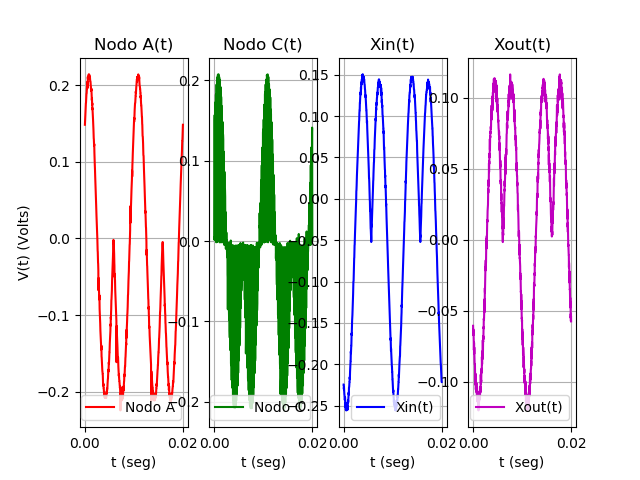 Nodo A(t)
Nodo C(t)
Xin(t)
Xout(t)
V(t) (Volts)
0.2
0.1
0.0
−0.1
−0.2
0.00
0.02
t (seg)
Nodo A
0.2
0.1
0.0
−0.1
−0.2
0.00
0.02
t (seg)
Nodo C
0.15
0.10
0.05
0.00
−0.05
−0.10
−0.15
−0.20
−0.25
0.00
0.02
t (seg)
Xin(t)
0.10
0.05
0.00
−0.05
−0.10
0.00
0.02
t (seg)
Xout(t)